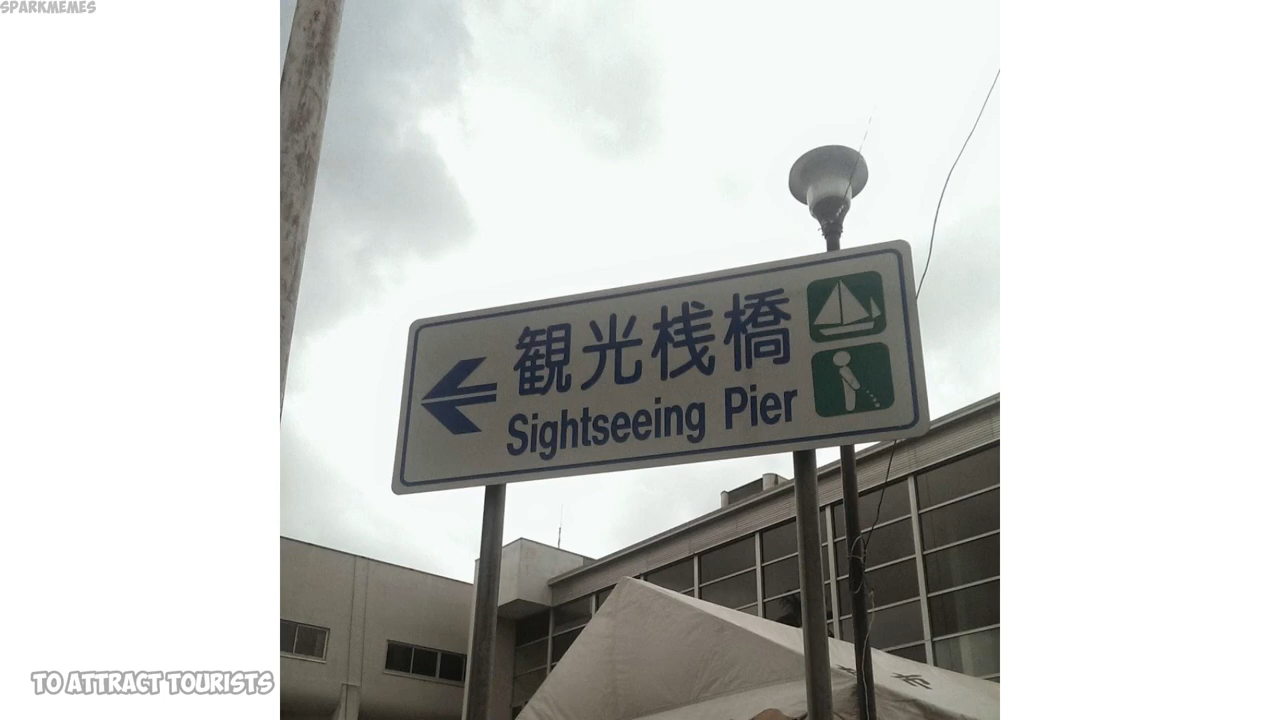 SPARKMEMES
観光桟橋
Sightseeing Pier
TO ATTRACT TOURISTS